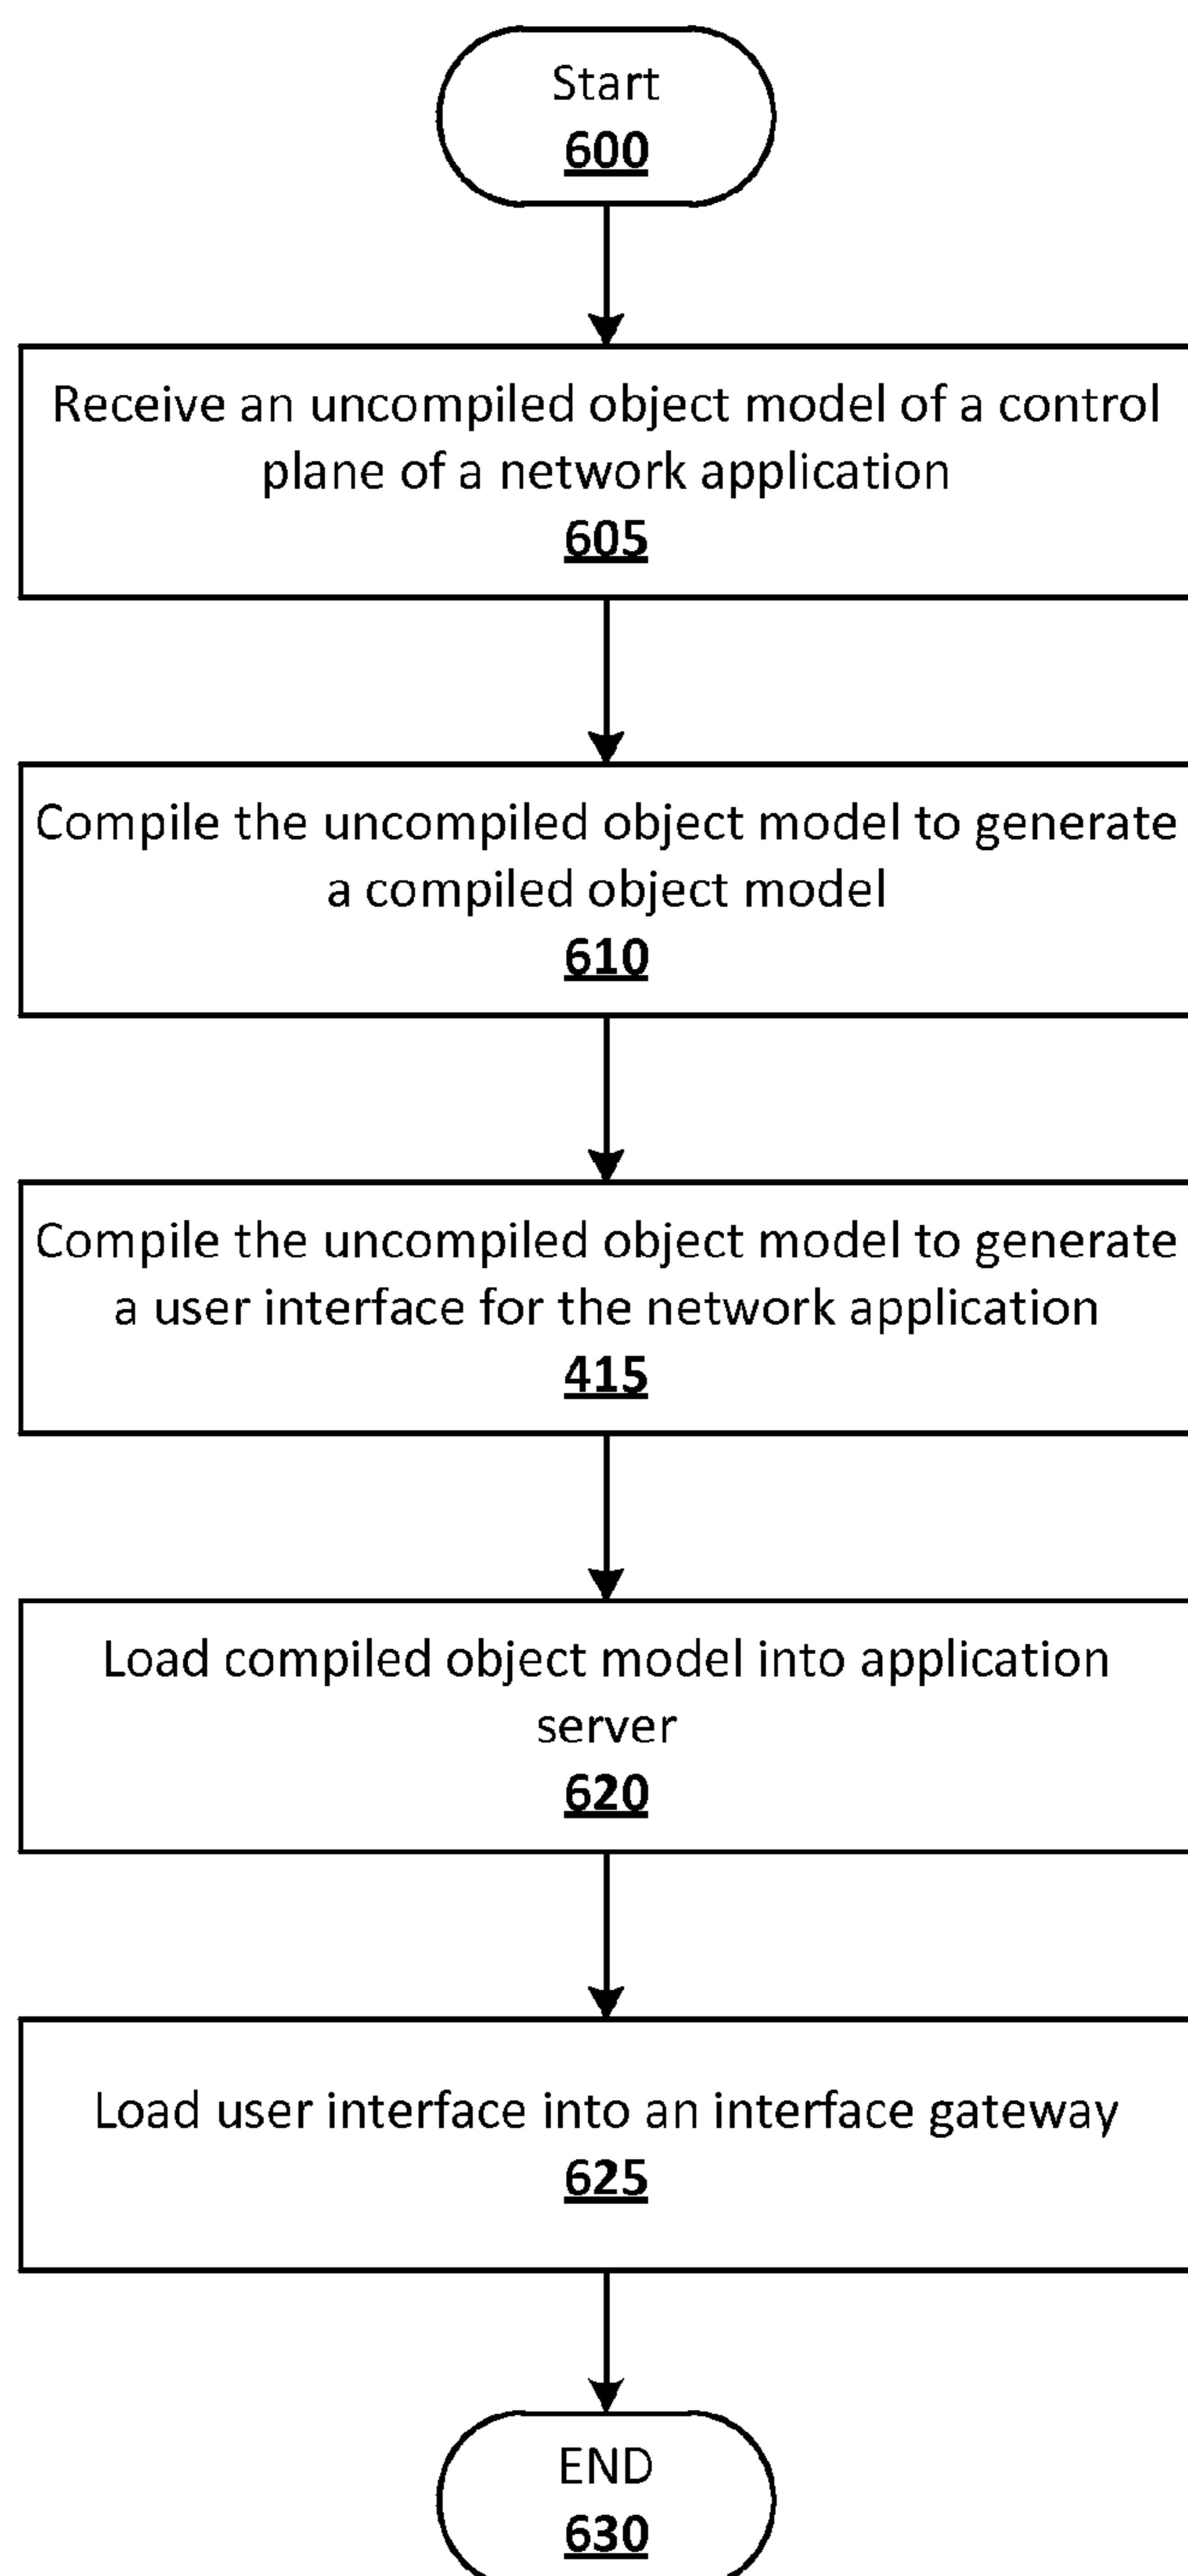 Start
600
Receive an uncompiled object model of a control
plane of a network application
605
Compile the uncompiled object model to generate
a compiled object model
610
Compile the uncompiled object model to generate
a user interface for the network application
415
Load compiled object model into application
server
620
Load user interface into an interface gateway
625
END
630